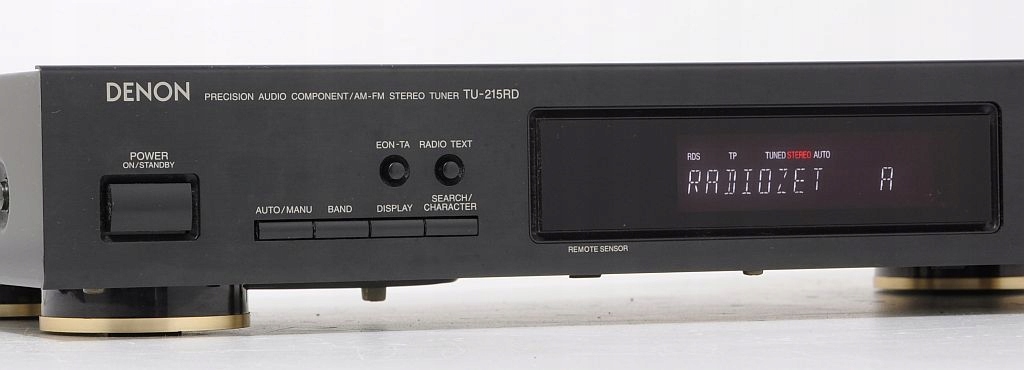 DENON PRECISION AUDIO COMPONENT/AM-FM STEREO TUNER TU-215RD
POWER
ON/STANDBY
EON-TA RADIO TEXT
AUTO/MANU BAND DISPLAY SEARCH/
CHARACTER
RDS TP TUNED STEREO AUTO
RADIOZET A
REMOTE SENSOR